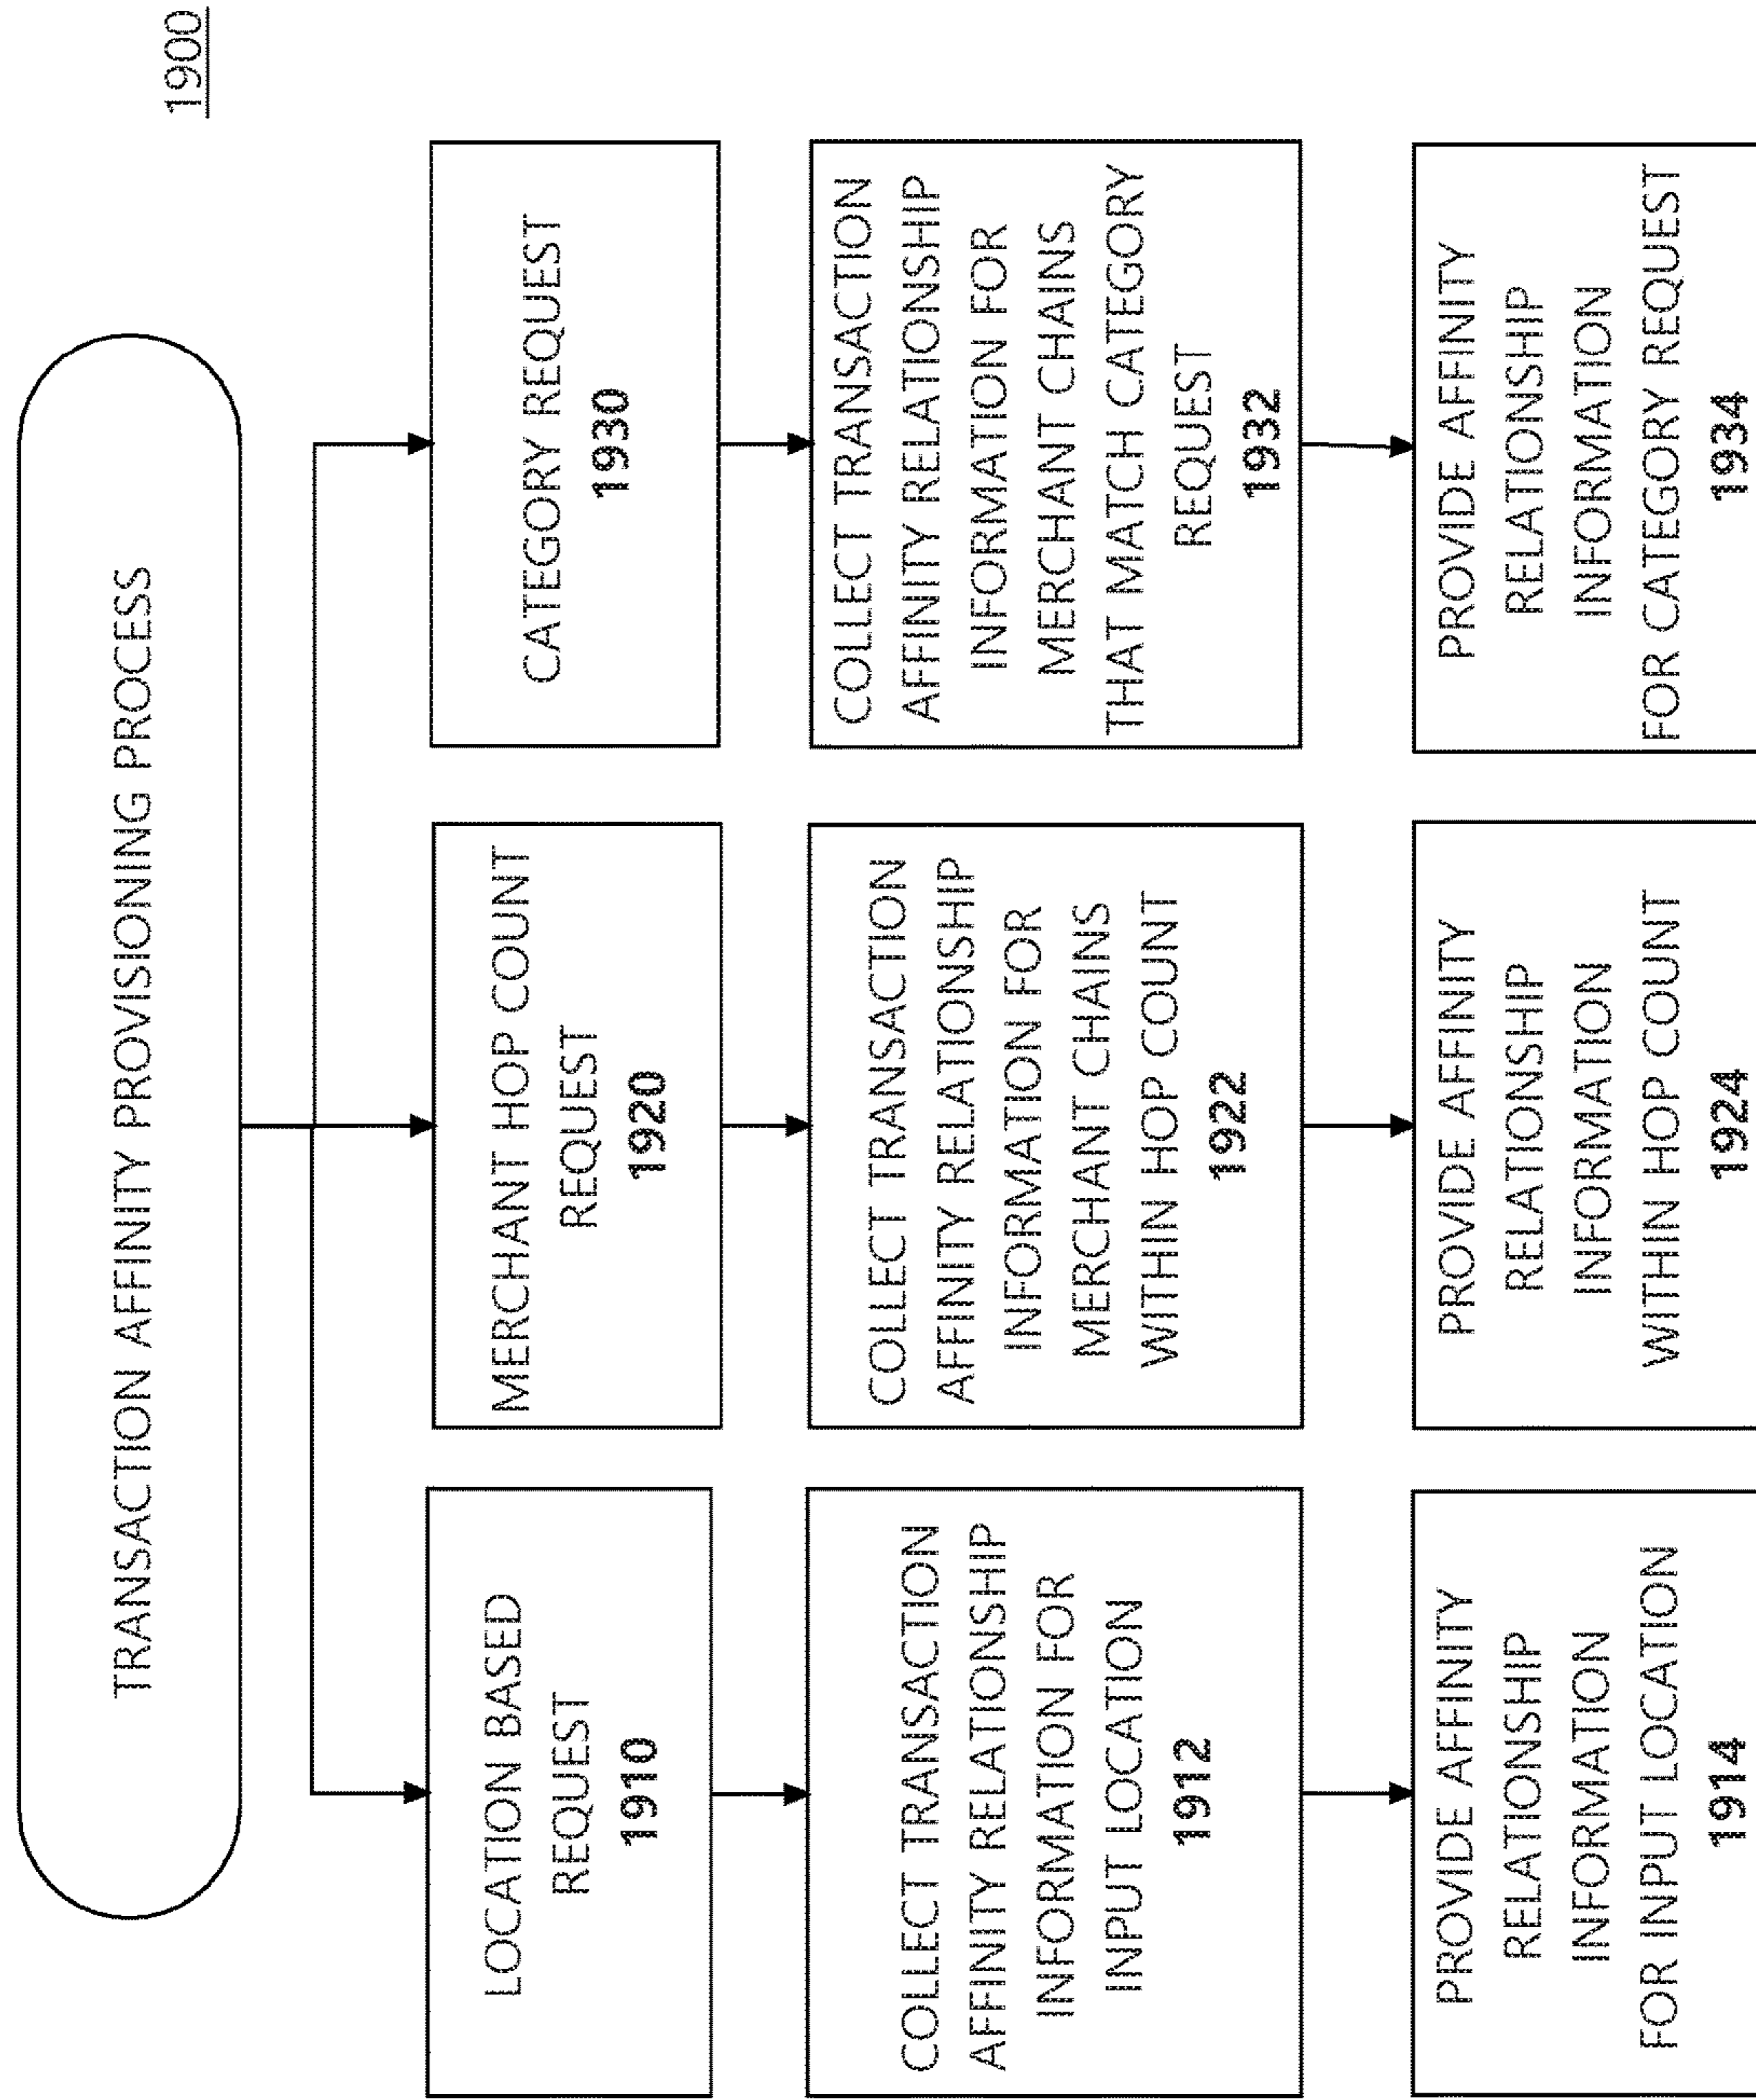 1900
TRANSACTION AFFINITY PROVISIONING PROCESS
LOCATION BASED
REQUEST
1910
COLLECT TRANSACTION
AFFINITY RELATIONSHIP
INFORMATION FOR
INPUT LOCATION
1912
PROVIDE AFFINITY
RELATIONSHIP
INFORMATION
FOR INPUT LOCATION
1914
MERCHANT HOP COUNT
REQUEST
1920
COLLECT TRANSACTION
AFFINITY RELATIONSHIP
INFORMATION FOR
MERCHANT CHAINS
WITHIN HOP COUNT
1922
PROVIDE AFFINITY
RELATIONSHIP
INFORMATION
WITHIN HOP COUNT
1924
CATEGORY REQUEST
1930
COLLECT TRANSACTION
AFFINITY RELATIONSHIP
INFORMATION FOR
MERCHANT CHAINS
THAT MATCH CATEGORY
REQUEST
1932
PROVIDE AFFINITY
RELATIONSHIP
INFORMATION
FOR CATEGORY REQUEST
1934